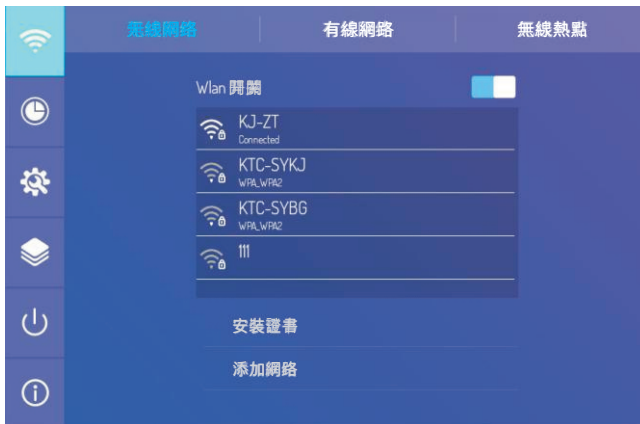 无线网络 有線網路 無線熱點
Wlan 開關
KJ-ZT
Connected
KTC-SYKJ
WPA_WPA2
KTC-SYBG
WPA_WPA2
111
安裝證書
添加網絡